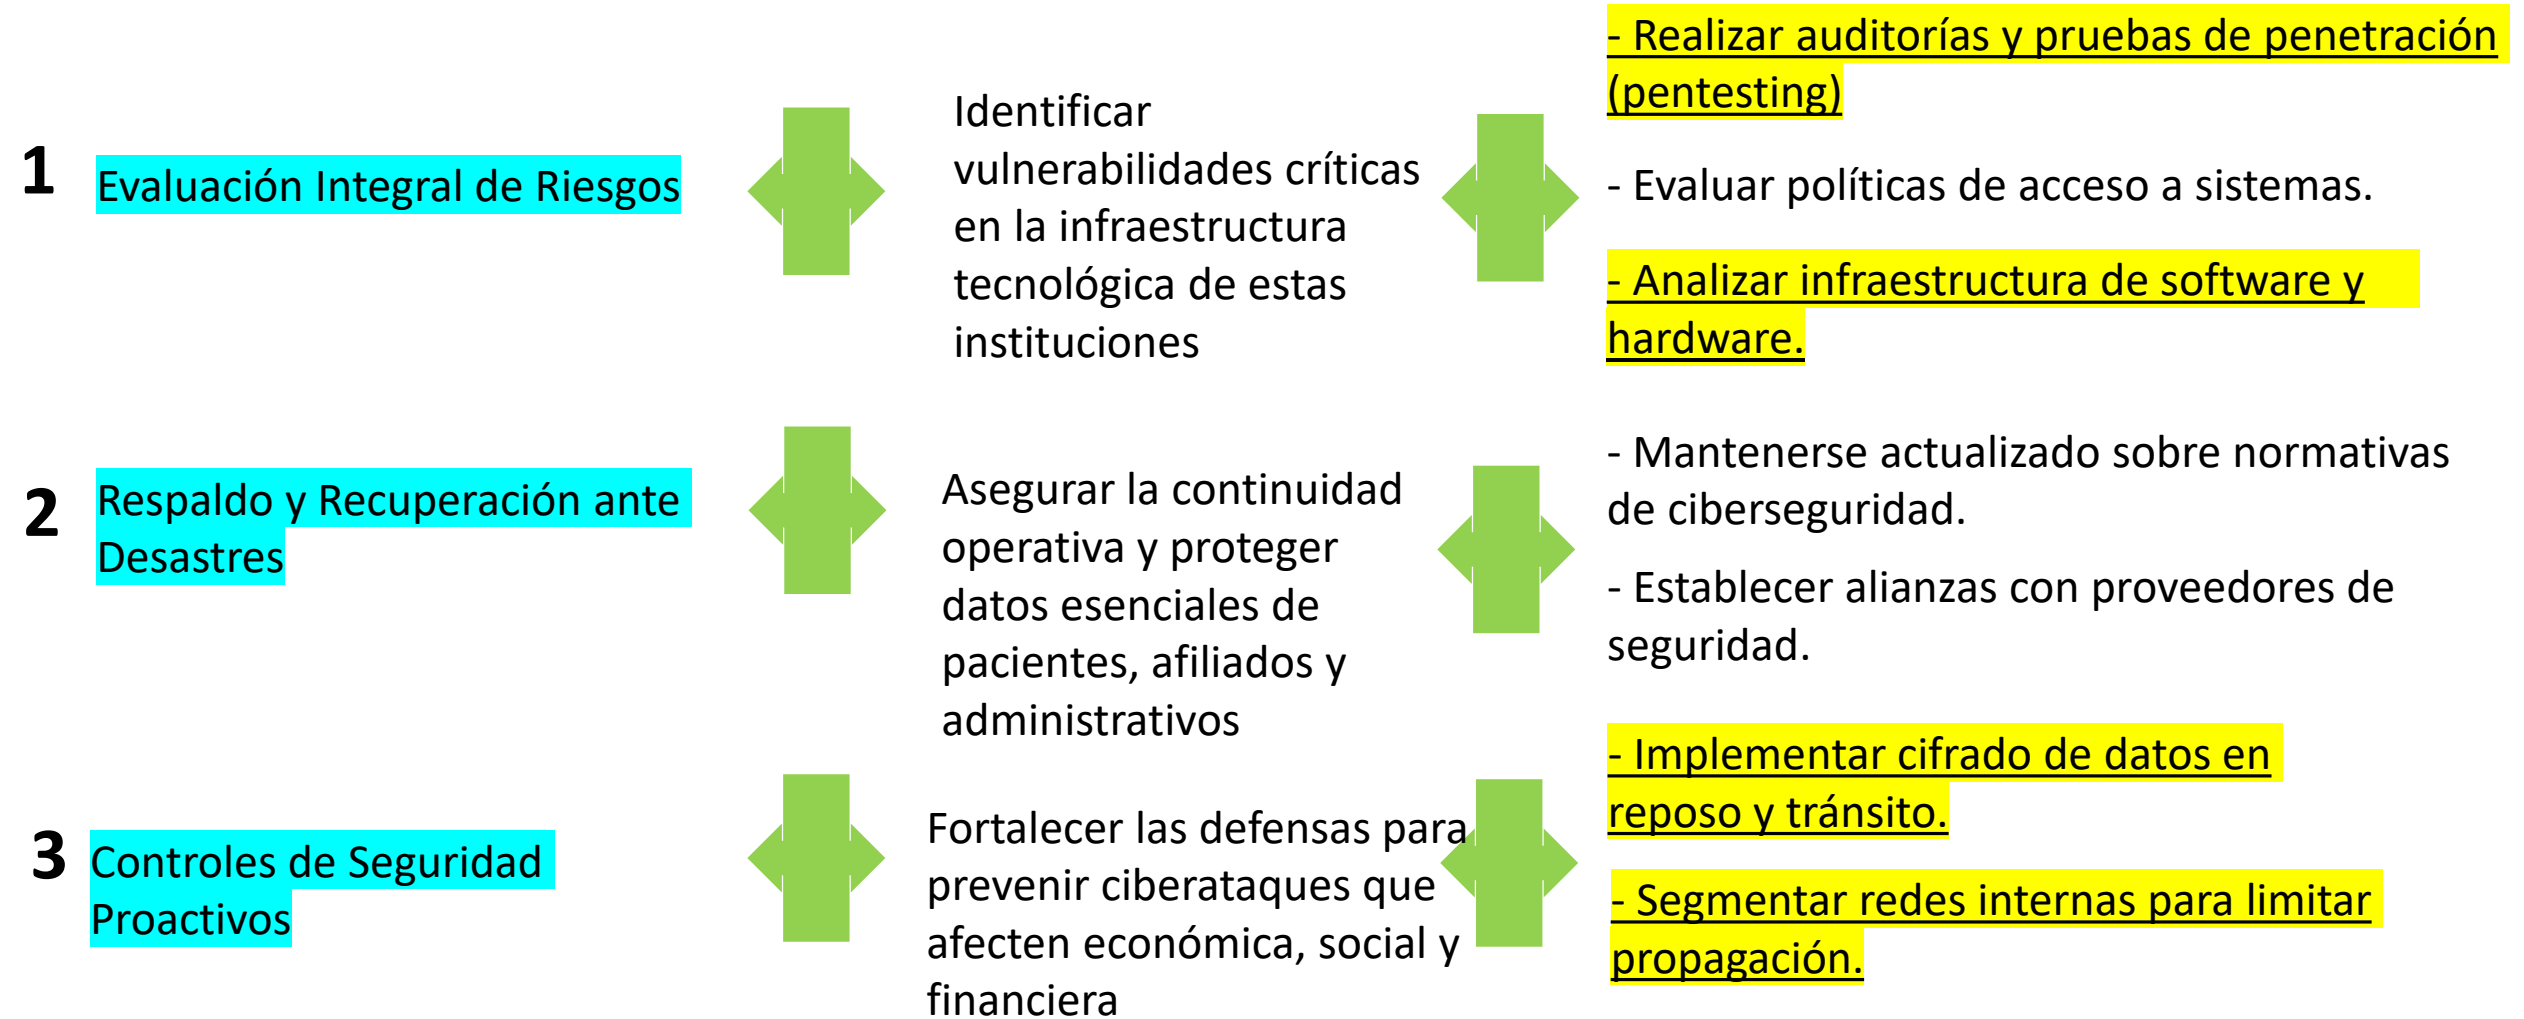 1
Evaluación Integral de Riesgos
Identificar
vulnerabilidades críticas
en la infraestructura
tecnológica de estas
instituciones
- Realizar auditorías y pruebas de penetración
(pentesting)
- Evaluar políticas de acceso a sistemas.
- Analizar infraestructura de software y
hardware.
2
Respaldo y Recuperación ante
Desastres
Asegurar la continuidad
operativa y proteger
datos esenciales de
pacientes, afiliados y
administrativos
- Mantenerse actualizado sobre normativas
de ciberseguridad.
- Establecer alianzas con proveedores de
seguridad.
3
Controles de Seguridad
Proactivos
Fortalecer las defensas para
prevenir ciberataques que
afecten económica, social y
financiera
- Implementar cifrado de datos en
reposo y tránsito.
- Segmentar redes internas para limitar
propagación.